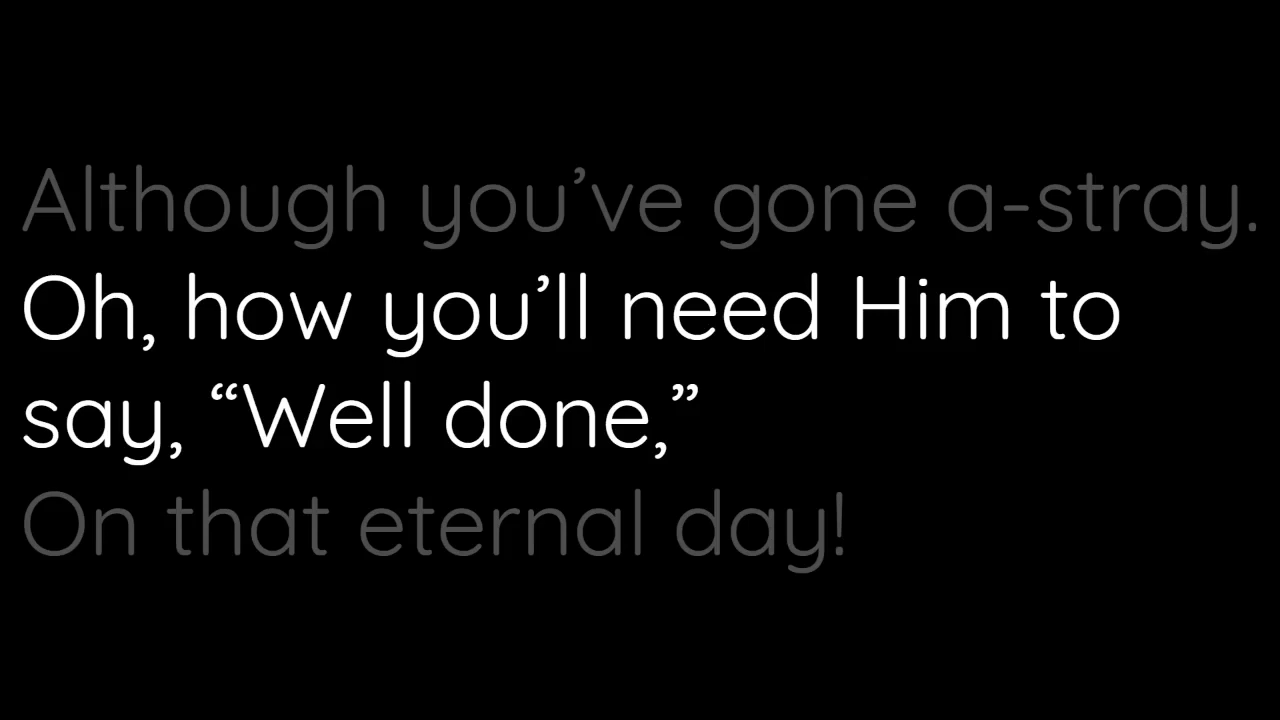 Although you’ve gone a-stray.
Oh, how you’ll need Him to
say, “Well done,”
On that eternal day!